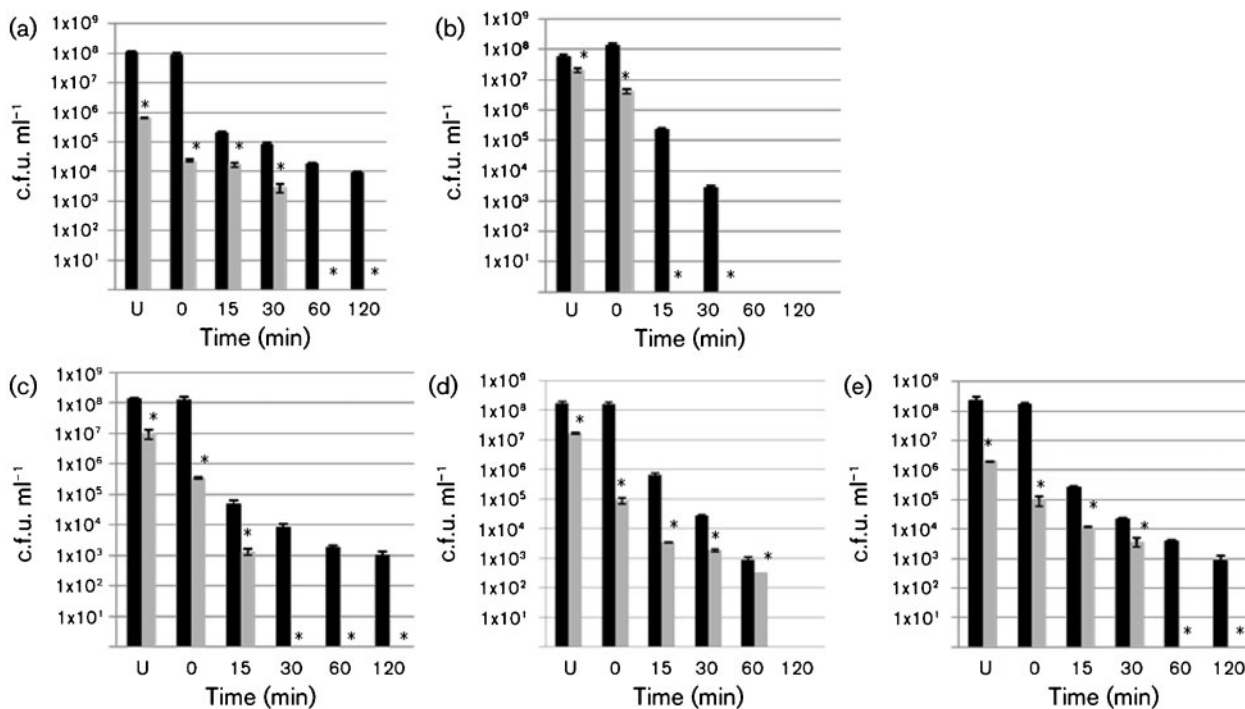 (a)
1x10⁹
1x10⁸
1x10⁷
1x10⁶
1x10⁵
1x10⁴
1x10³
1x10²
1x10¹
c.f.u. ml⁻¹
* * * * * *
U 0 15 30 60 120
Time (min)
(b)
1x10⁹
1x10⁸
1x10⁷
1x10⁶
1x10⁵
1x10⁴
1x10³
1x10²
1x10¹
c.f.u. ml⁻¹
* * * *
U 0 15 30 60 120
Time (min)
(c)
1x10⁹
1x10⁸
1x10⁷
1x10⁶
1x10⁵
1x10⁴
1x10³
1x10²
1x10¹
c.f.u. ml⁻¹
* * * * * *
U 0 15 30 60 120
Time (min)
(d)
1x10⁹
1x10⁸
1x10⁷
1x10⁶
1x10⁵
1x10⁴
1x10³
1x10²
1x10¹
c.f.u. ml⁻¹
* * * * *
U 0 15 30 60 120
Time (min)
(e)
1x10⁹
1x10⁸
1x10⁷
1x10⁶
1x10⁵
1x10⁴
1x10³
1x10²
1x10¹
c.f.u. ml⁻¹
* * * * * *
U 0 15 30 60 120
Time (min)